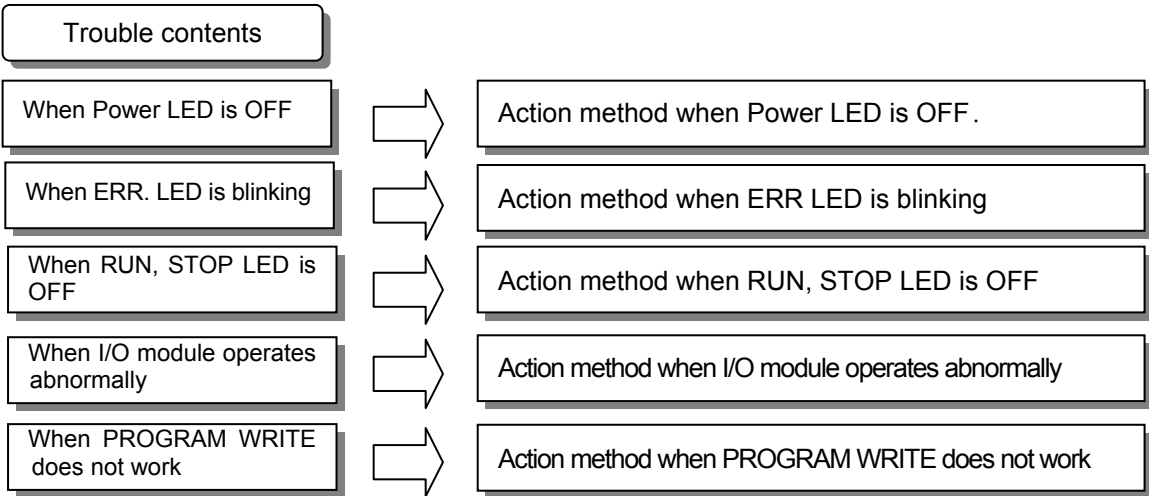 Trouble contents
When Power LED is OFF
Action method when Power LED is OFF.
When ERR. LED is blinking
Action method when ERR LED is blinking
When RUN, STOP LED is
OFF
Action method when RUN, STOP LED is OFF
When I/O module operates
abnormally
Action method when I/O module operates abnormally
When PROGRAM WRITE
does not work
Action method when PROGRAM WRITE does not work